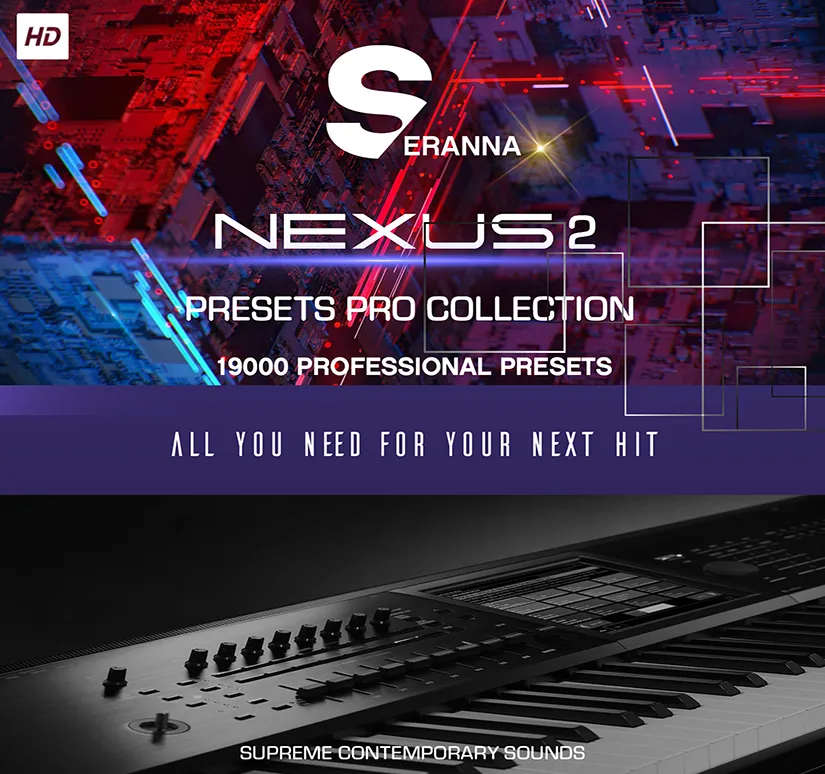 HD
SERANNA
NEXUS 2
PRESETS PRO COLLECTION
19000 PROFESSIONAL PRESETS
ALL YOU NEED FOR YOUR NEXT HIT
SUPREME CONTEMPORARY SOUNDS